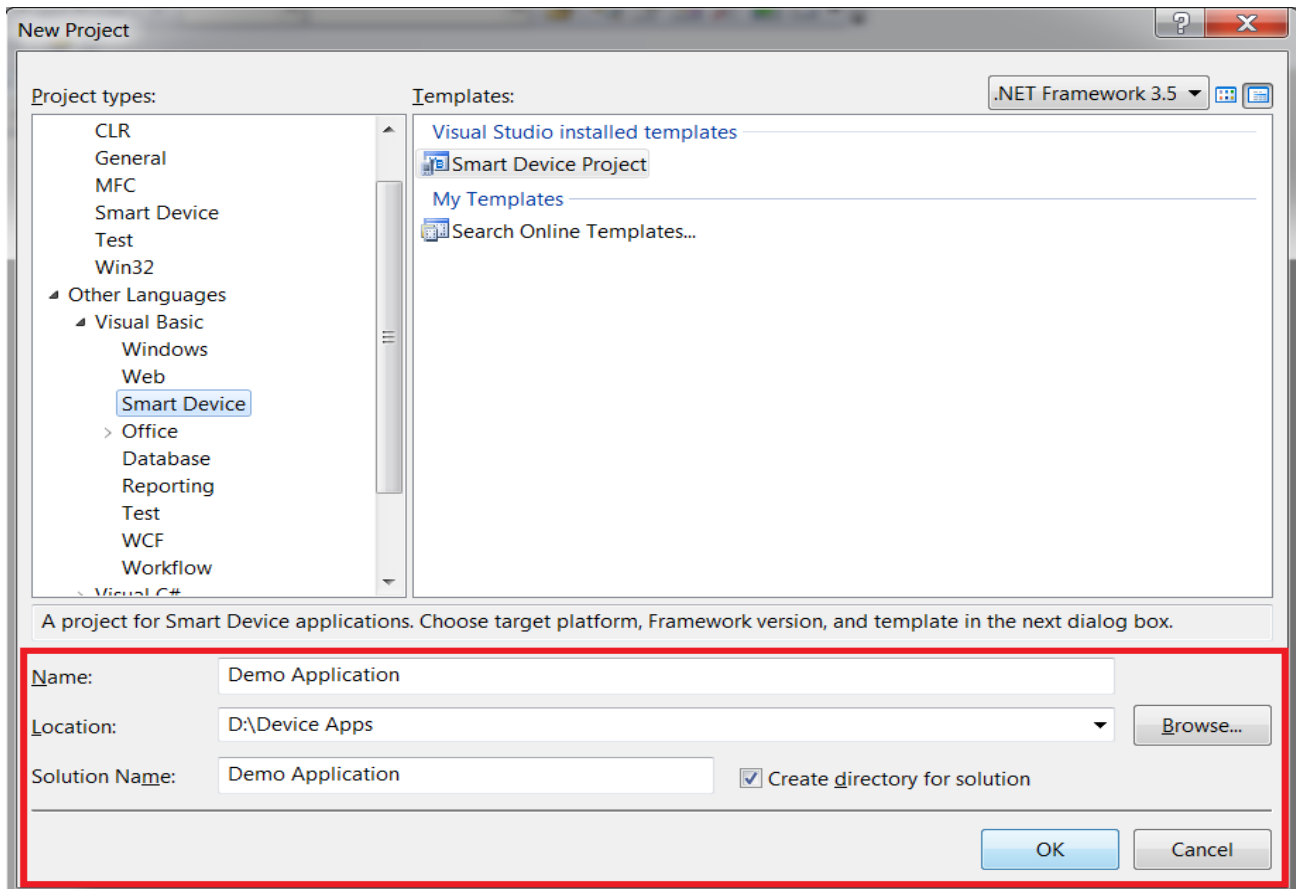 New Project
Project types:
Templates:
.NET Framework 3.5
CLR
General
MFC
Smart Device
Test
Win32
Other Languages
Visual Basic
Windows
Web
Smart Device
Office
Database
Reporting
Test
WCF
Workflow
Visual C#
Visual Studio installed templates
Smart Device Project
My Templates
Search Online Templates...
A project for Smart Device applications. Choose target platform, Framework version, and template in the next dialog box.
Name:
Demo Application
Location:
D:\Device Apps
Browse...
Solution Name:
Demo Application
Create directory for solution
OK
Cancel